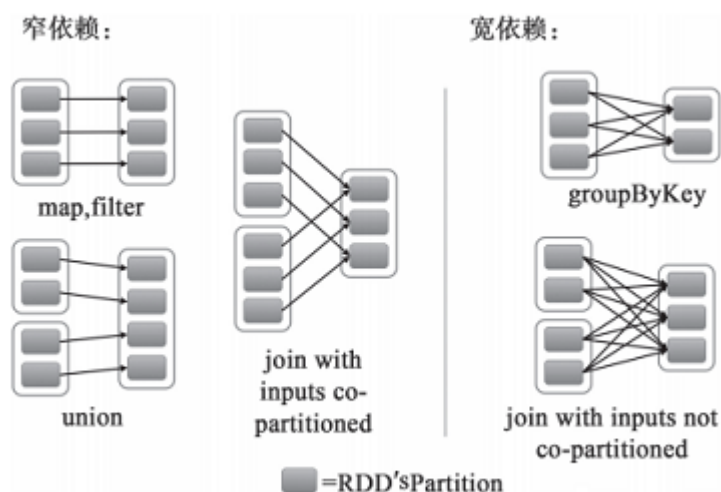 窄依赖：
宽依赖：
map,filter
groupByKey
union
join with
inputs co-
partitioned
join with inputs not
co-partitioned
=RDD'sPartition